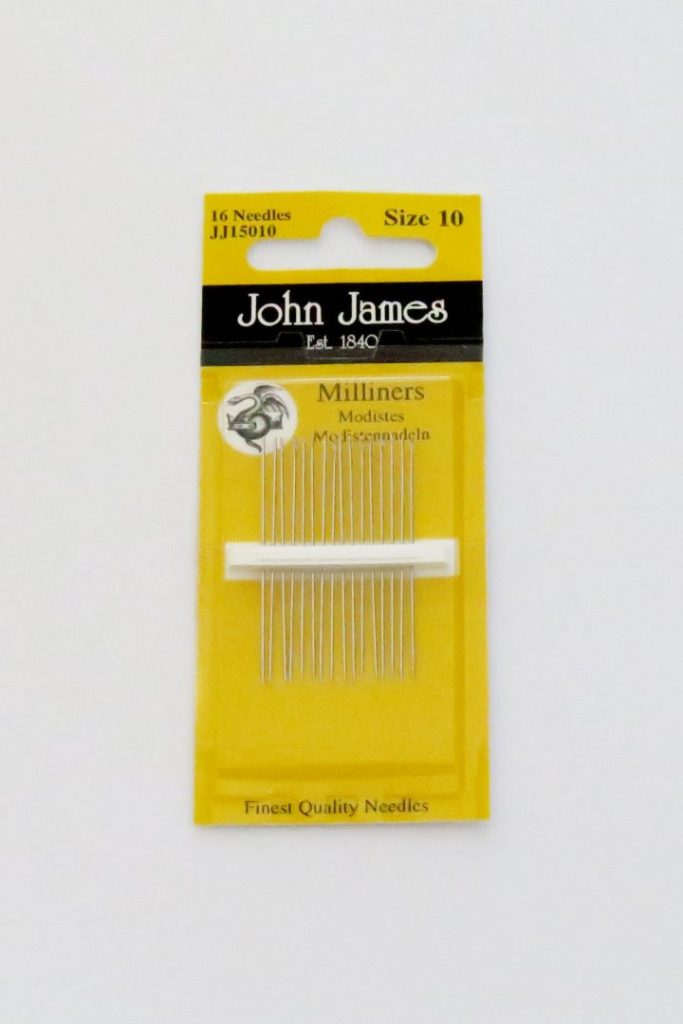 16 Needles
JJ15010
Size 10
John James
Est. 1840
Milliners
Modistes
Finest Quality Needles